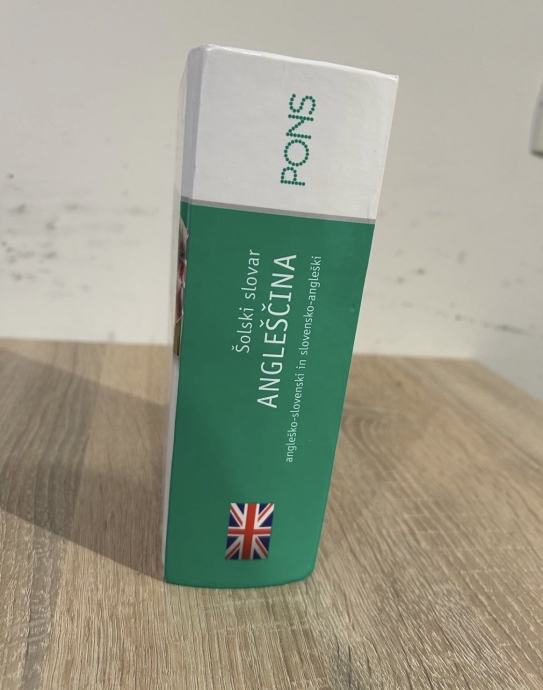 PONS
Šolski slovar
ANGLEŠČINA
angleško-slovenski in slovensko-angleški